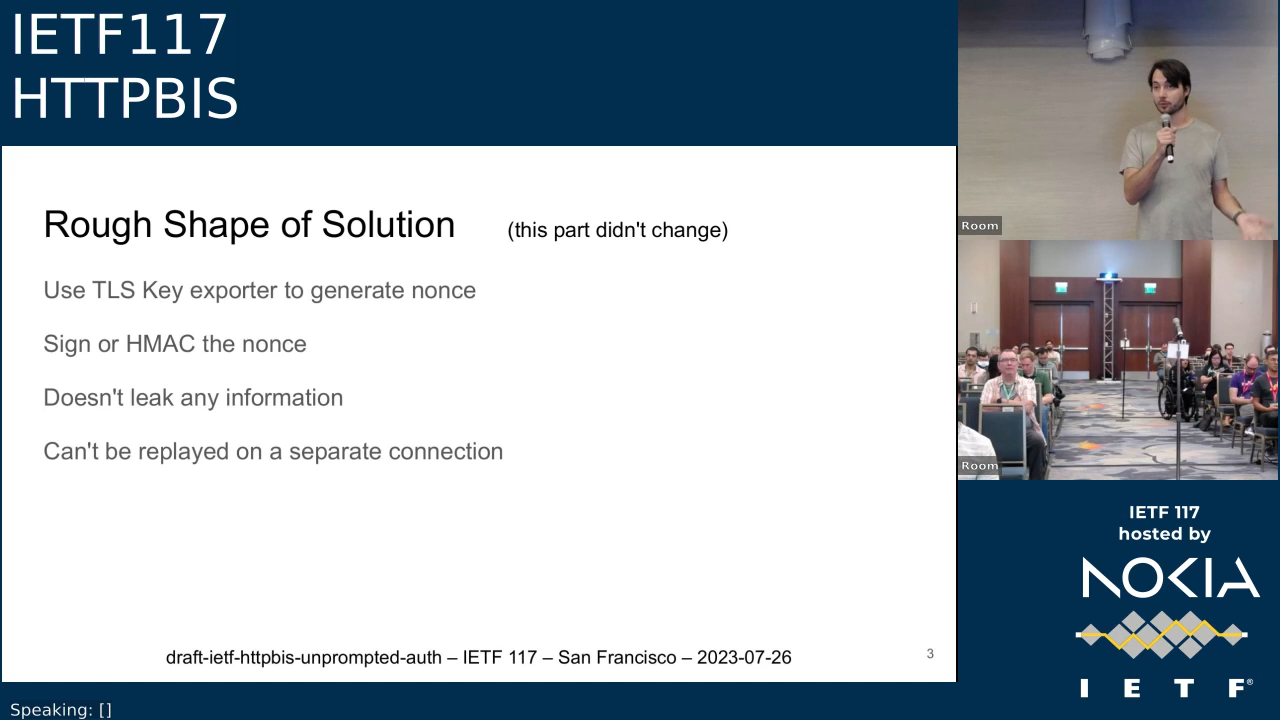 IETF117
HTTPBIS
Rough Shape of Solution (this part didn't change)
Use TLS Key exporter to generate nonce
Sign or HMAC the nonce
Doesn't leak any information
Can't be replayed on a separate connection
draft-ietf-httpbis-unprompted-auth – IETF 117 – San Francisco – 2023-07-26
3
Room
Room
IETF 117
hosted by
NOKIA
I E T F®
Speaking: []